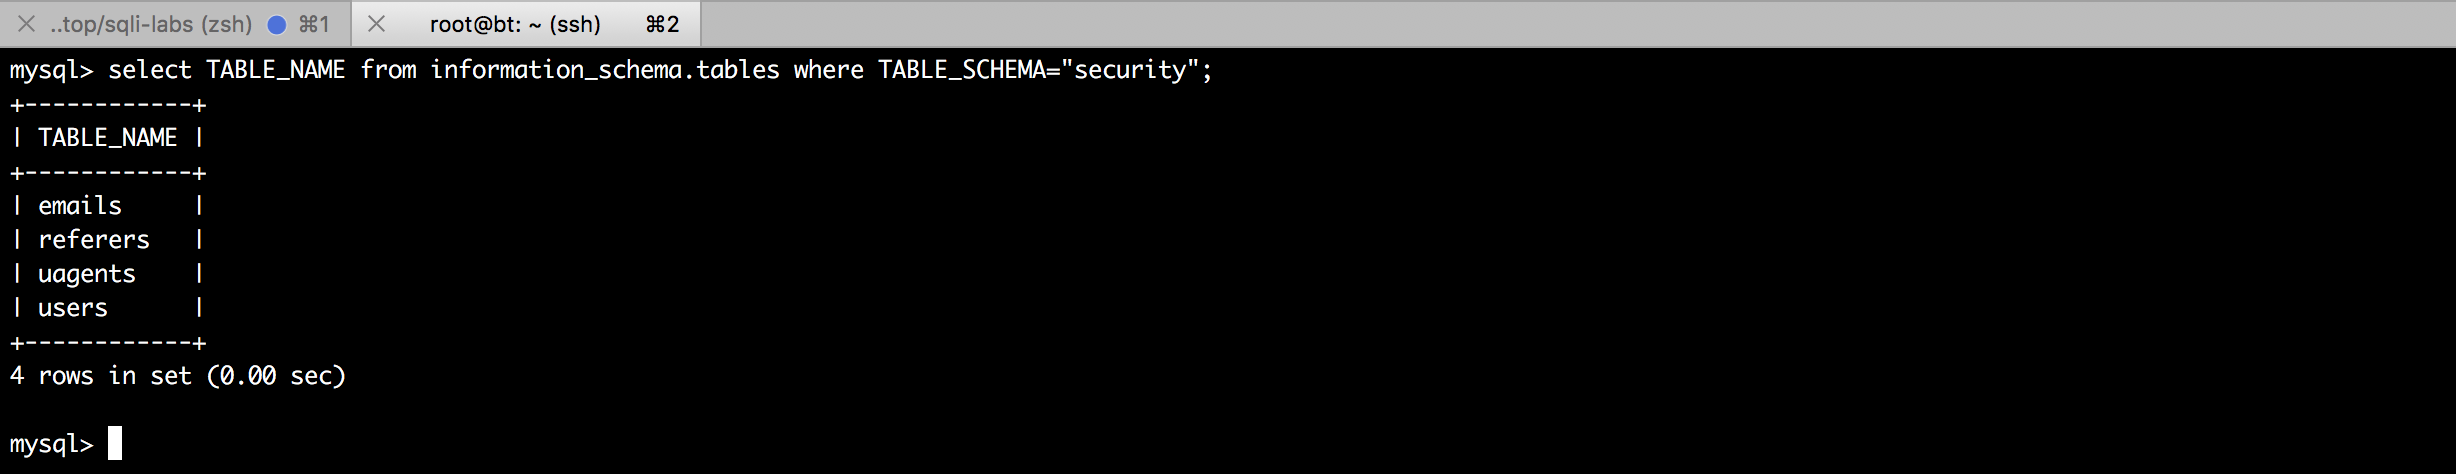 ..top/sqli-labs (zsh) ⌘1 root@bt: ~ (ssh) ⌘2
mysql> select TABLE_NAME from information_schema.tables where TABLE_SCHEMA="security";
+------------+
| TABLE_NAME |
+------------+
| emails     |
| referers   |
| uagents    |
| users      |
+------------+
4 rows in set (0.00 sec)
mysql>